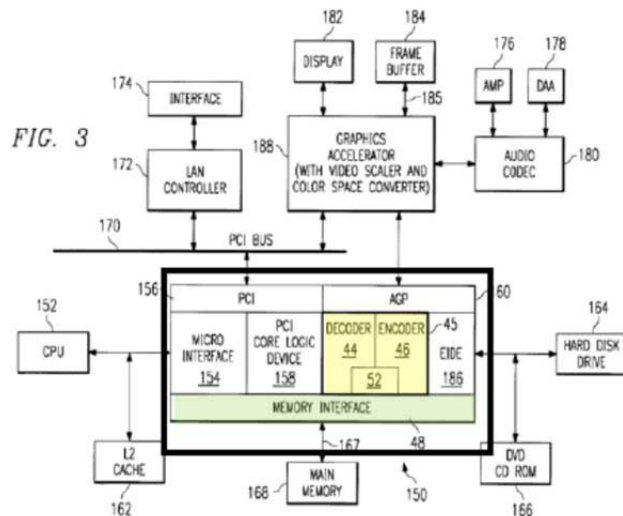 182
184
176
178
DISPLAY
FRAME
BUFFER
AMP
DAA
174
INTERFACE
185
FIG. 3
188
GRAPHICS
ACCELERATOR
(WITH VIDEO SCALER AND
COLOR SPACE CONVERTER)
AUDIO
CODEC
180
172
LAN
CONTROLLER
170
PCI BUS
156
PCI
AGP
60
152
CPU
MICRO
INTERFACE
154
PCI
CORE LOGIC
DEVICE
158
DECODER
44
ENCODER
46
45
52
EIDE
186
164
HARD DISK
DRIVE
MEMORY INTERFACE
48
L2
CACHE
162
167
MAIN
MEMORY
168
150
DVD
CD ROM
166